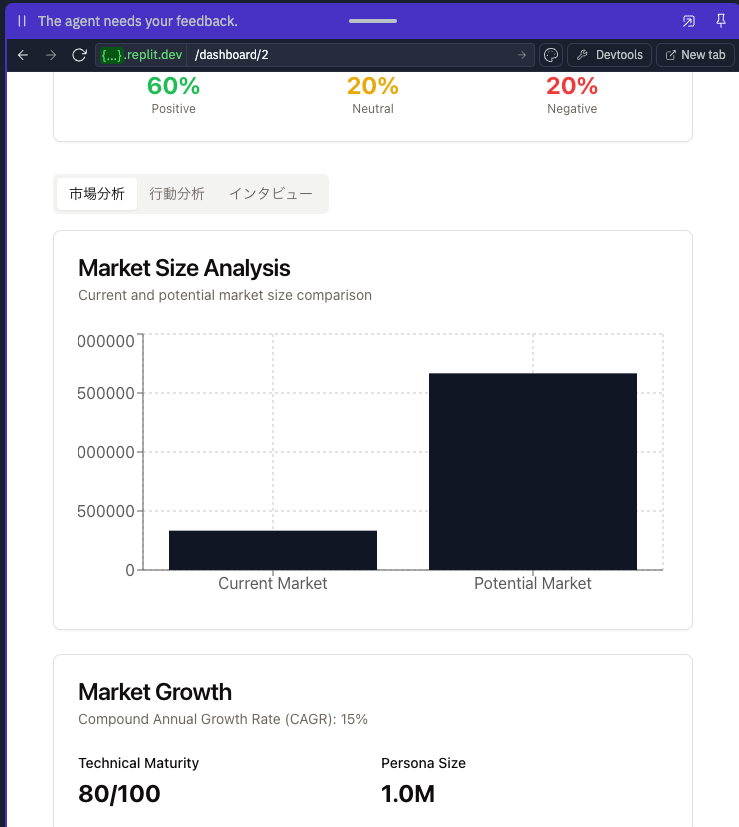 The agent needs your feedback.
{...}.replit.dev /dashboard/2 Devtools New tab
60% 20% 20%
Positive Neutral Negative
市場分析 行動分析 インタビュー
Market Size Analysis
Current and potential market size comparison
000000
500000
000000
500000
0
Current Market Potential Market
Market Growth
Compound Annual Growth Rate (CAGR): 15%
Technical Maturity Persona Size
80/100 1.0M